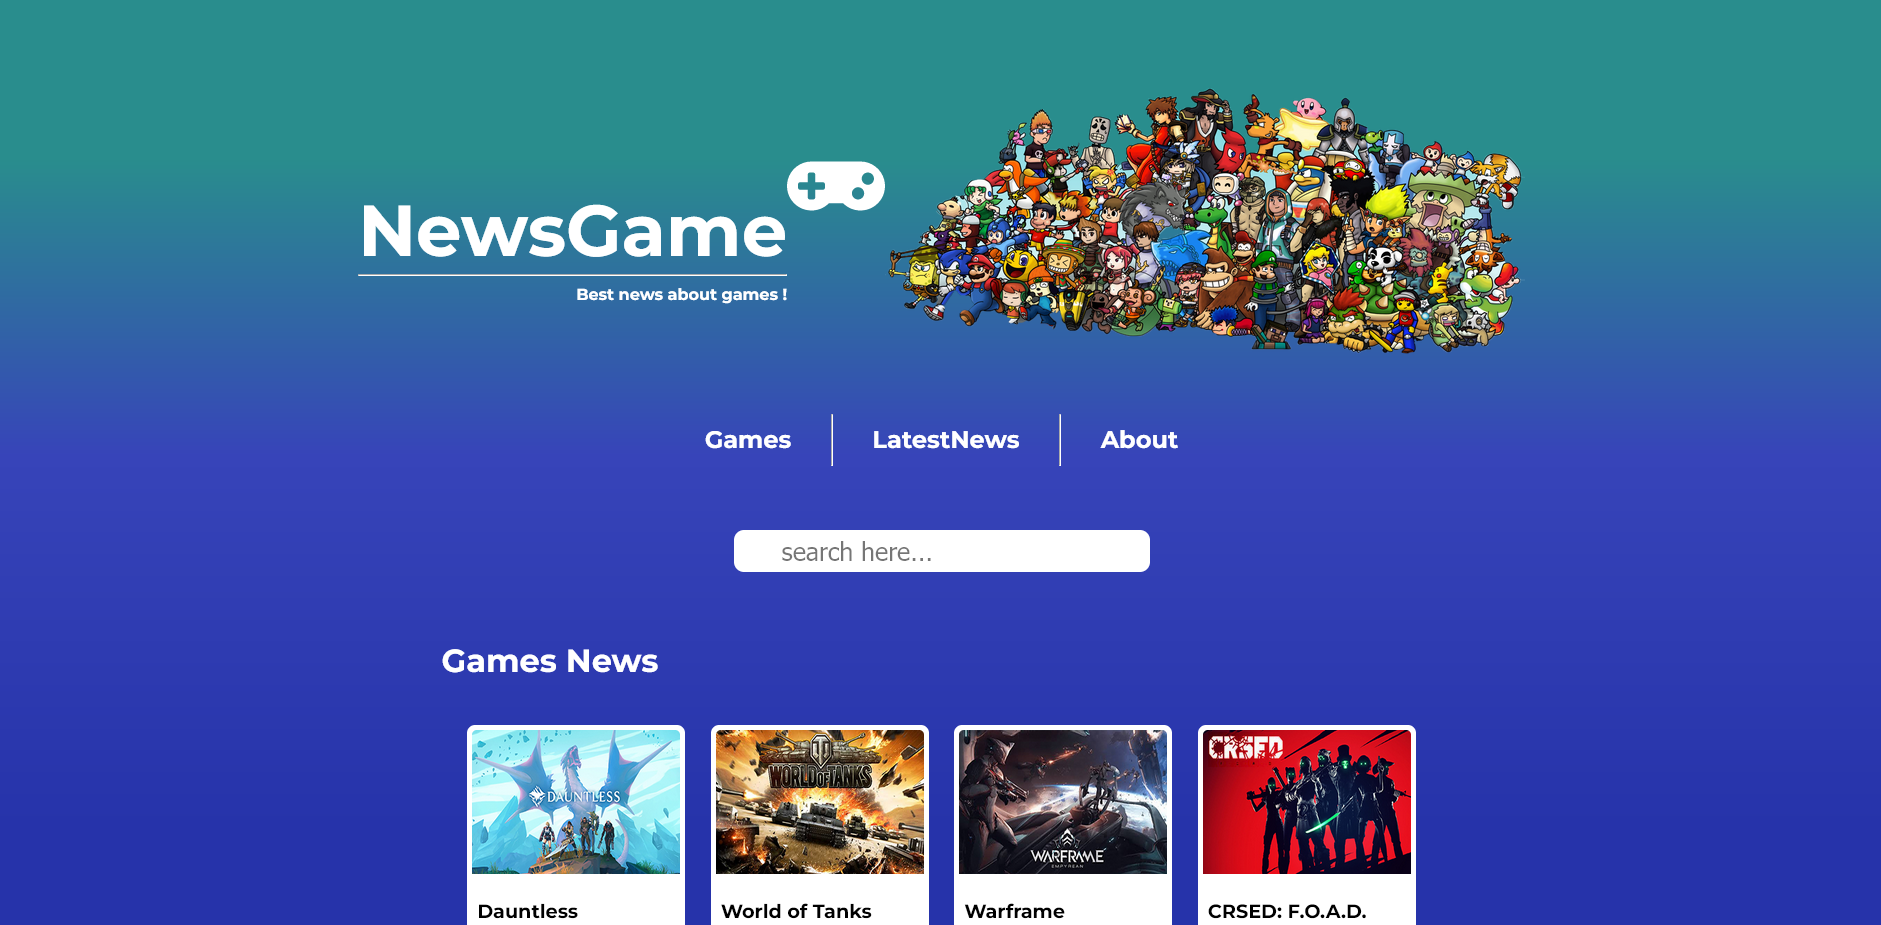 NewsGame
Best news about games !
Games
LatestNews
About
search here...
Games News
DAUNTLESS
WORLD OF TANKS
WARFRAME
EMPYREAN
CRSED
Dauntless
World of Tanks
Warframe
CRSED: F.O.A.D.